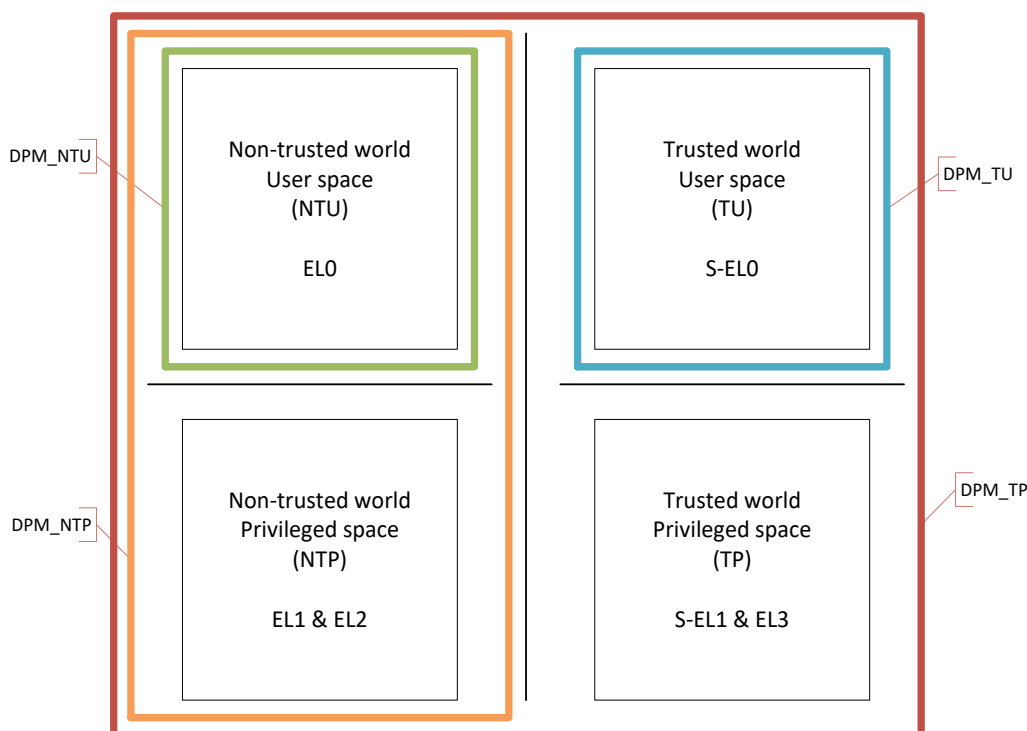 DPM_NTU
Non-trusted world
User space
(NTU)
EL0
Trusted world
User space
(TU)
S-EL0
DPM_TU
DPM_NTP
Non-trusted world
Privileged space
(NTP)
EL1 & EL2
Trusted world
Privileged space
(TP)
S-EL1 & EL3
DPM_TP